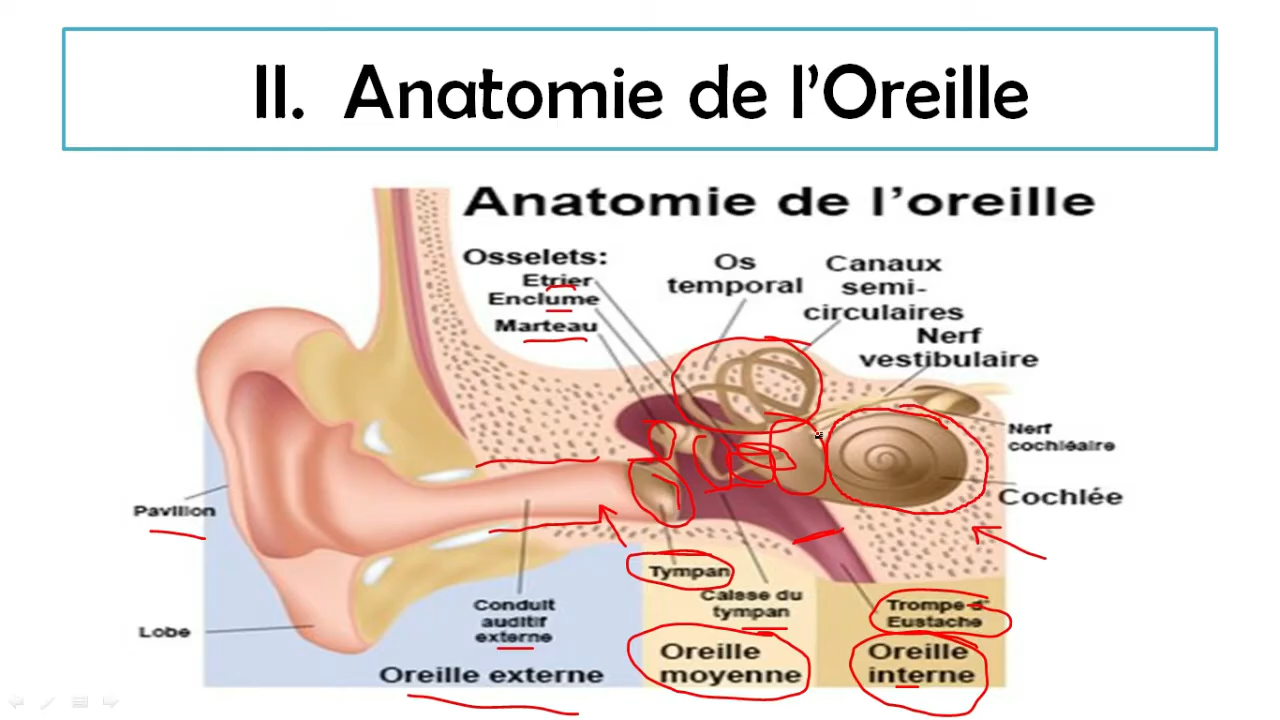 II. Anatomie de l'Oreille
Anatomie de l'oreille
Osselets:
Etrier
Enclume
Marteau
Os
temporal
Canaux
semi-
circulaires
Nerf
vestibulaire
Nerf
cochléaire
Cochlée
Pavillon
Lobe
Conduit
auditif
externe
Tympan
Caisse du
tympan
Trompe d'
Eustache
Oreille externe
Oreille
moyenne
Oreille
interne